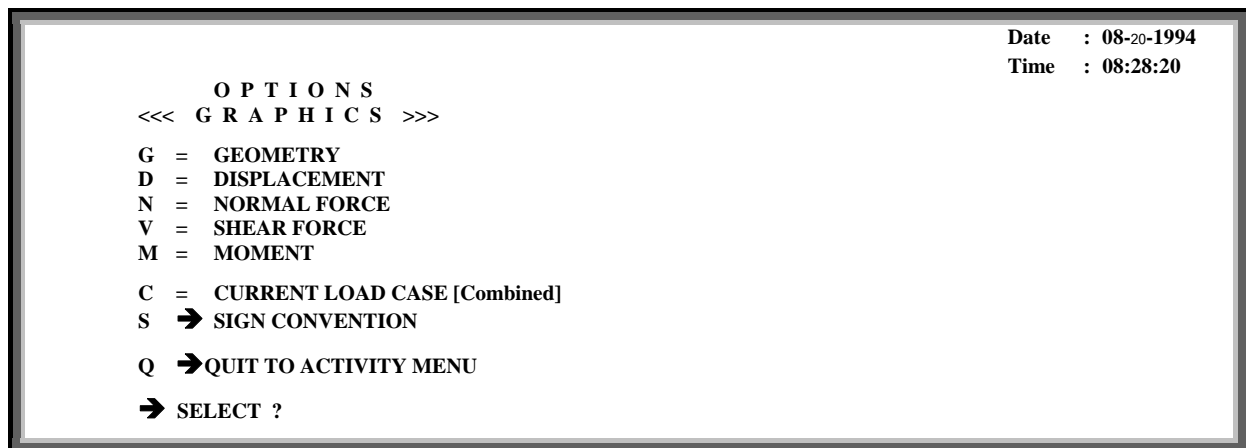 Date : 08-20-1994
Time : 08:28:20
O P T I O N S
<<< G R A P H I C S >>>
G = GEOMETRY
D = DISPLACEMENT
N = NORMAL FORCE
V = SHEAR FORCE
M = MOMENT
C = CURRENT LOAD CASE [Combined]
S ➔ SIGN CONVENTION
Q ➔QUIT TO ACTIVITY MENU
➔ SELECT ?